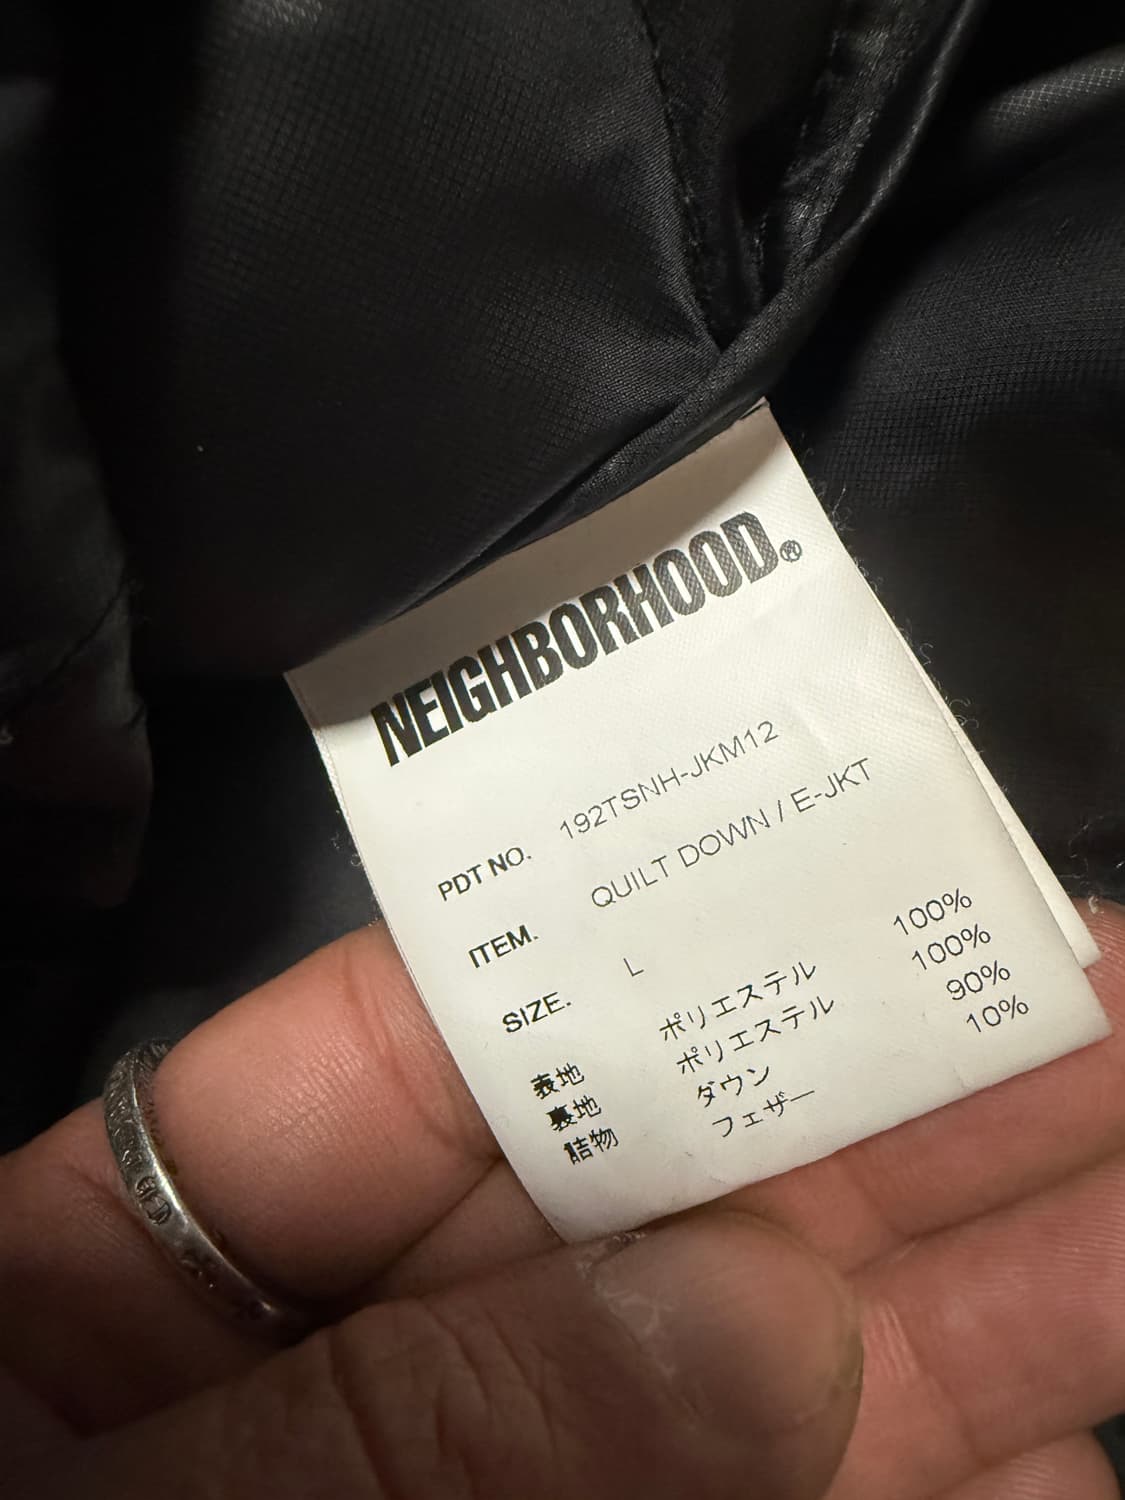 NEIGHBORHOOD.®
PDT NO. 192TSNH-JKM12
ITEM. QUILT DOWN / E-JKT
SIZE. L
表地 ポリエステル 100%
裏地 ポリエステル 100%
詰物 ダウン 90%
フェザー 10%